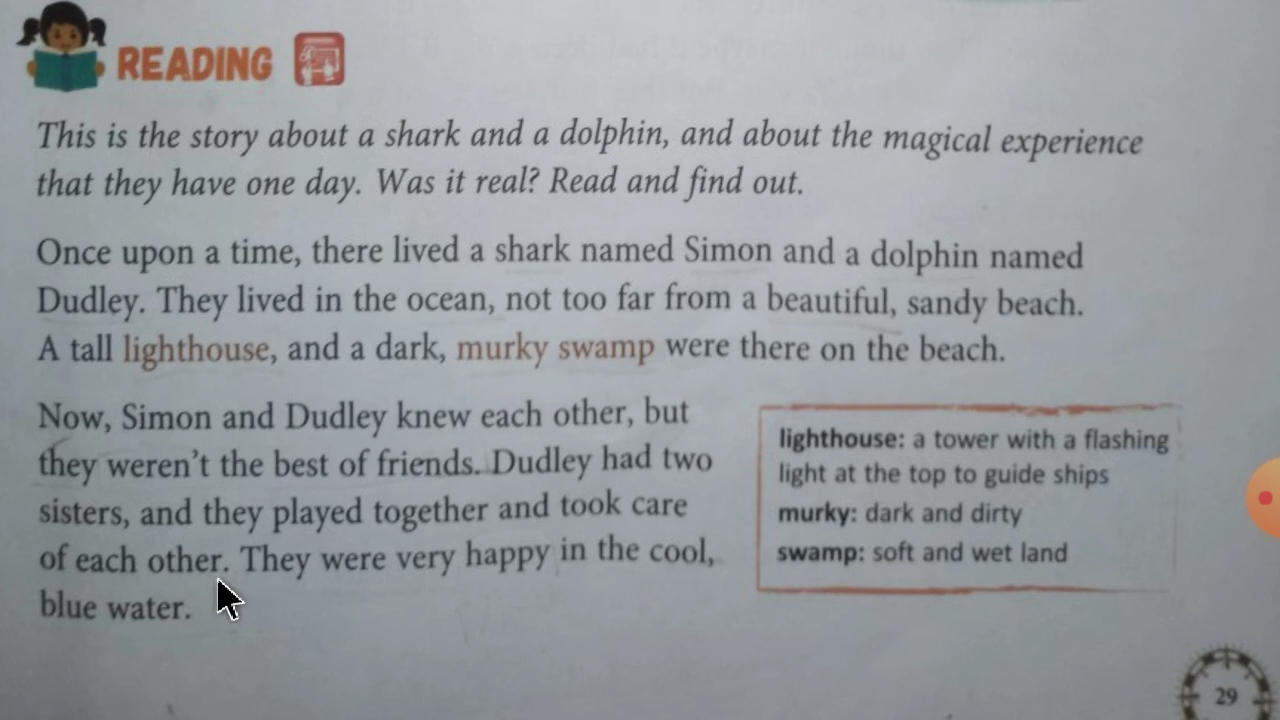 READING
This is the story about a shark and a dolphin, and about the magical experience
that they have one day. Was it real? Read and find out.
Once upon a time, there lived a shark named Simon and a dolphin named
Dudley. They lived in the ocean, not too far from a beautiful, sandy beach.
A tall lighthouse, and a dark, murky swamp were there on the beach.
Now, Simon and Dudley knew each other, but
they weren't the best of friends. Dudley had two
sisters, and they played together and took care
of each other. They were very happy in the cool,
blue water.
lighthouse: a tower with a flashing
light at the top to guide ships
murky: dark and dirty
swamp: soft and wet land
29